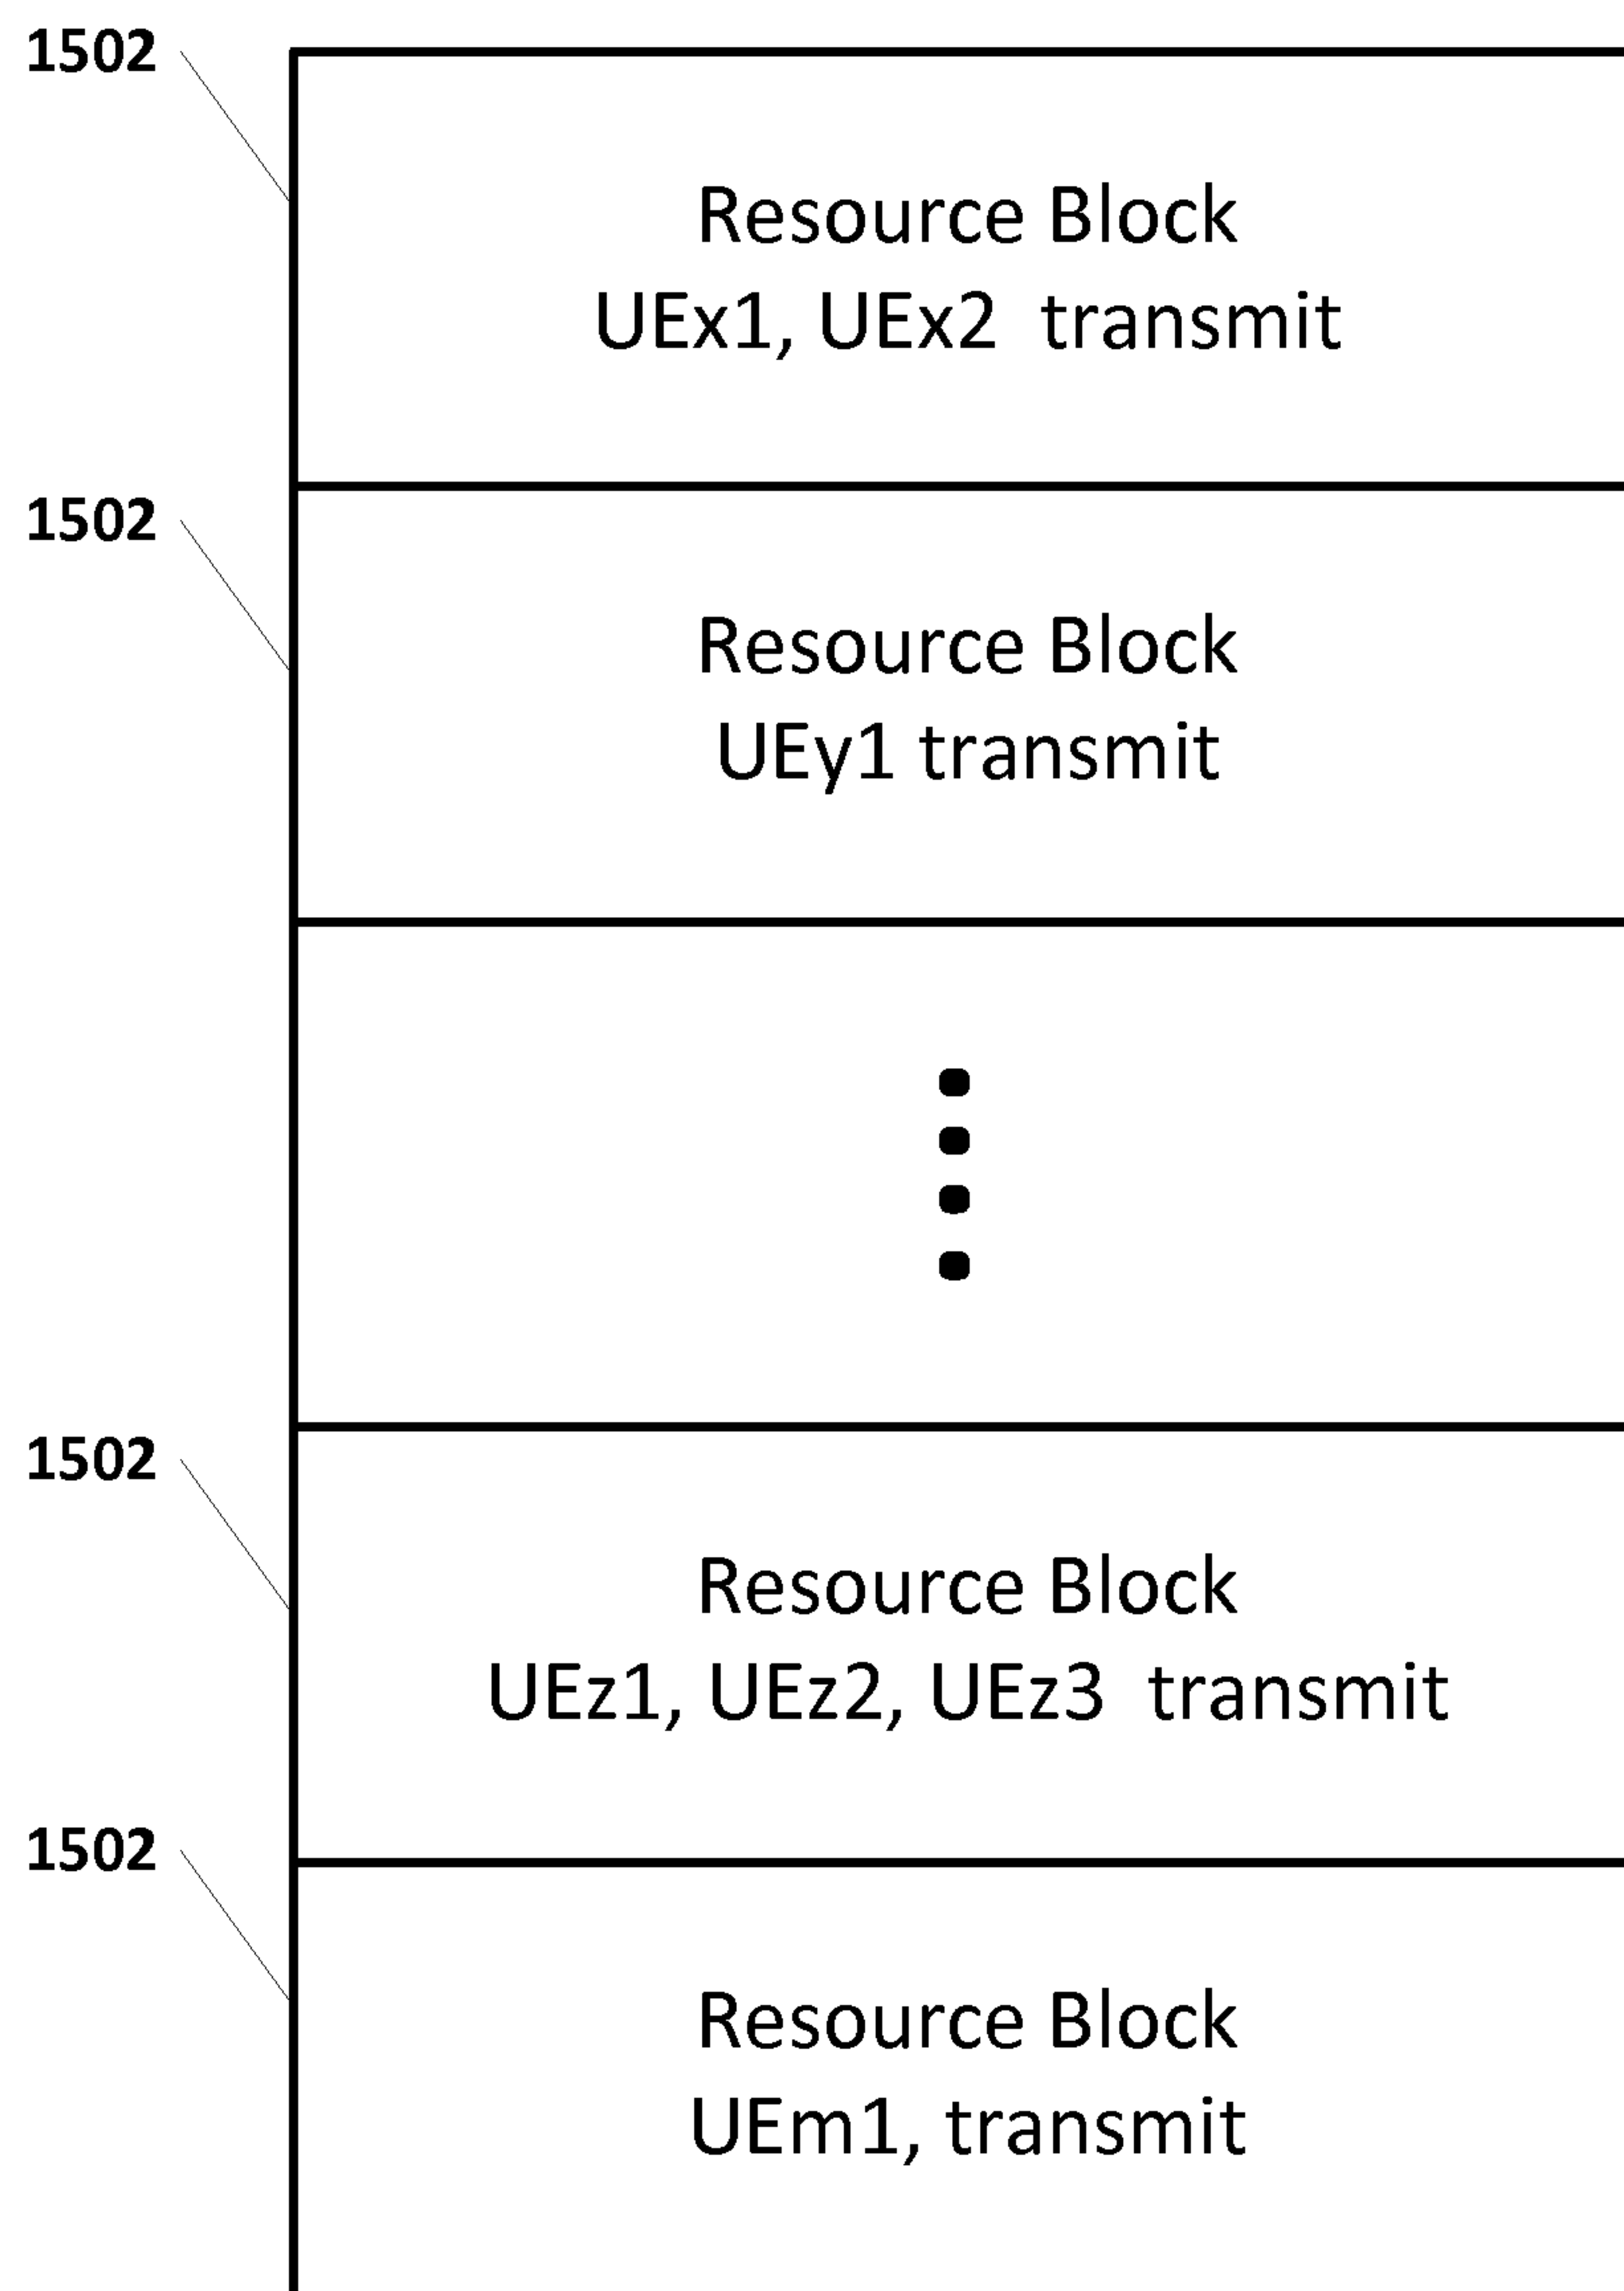 1502
Resource Block
UEx1, UEx2 transmit
1502
Resource Block
UEy1 transmit
1502
Resource Block
UEz1, UEz2, UEz3 transmit
1502
Resource Block
UEm1, transmit